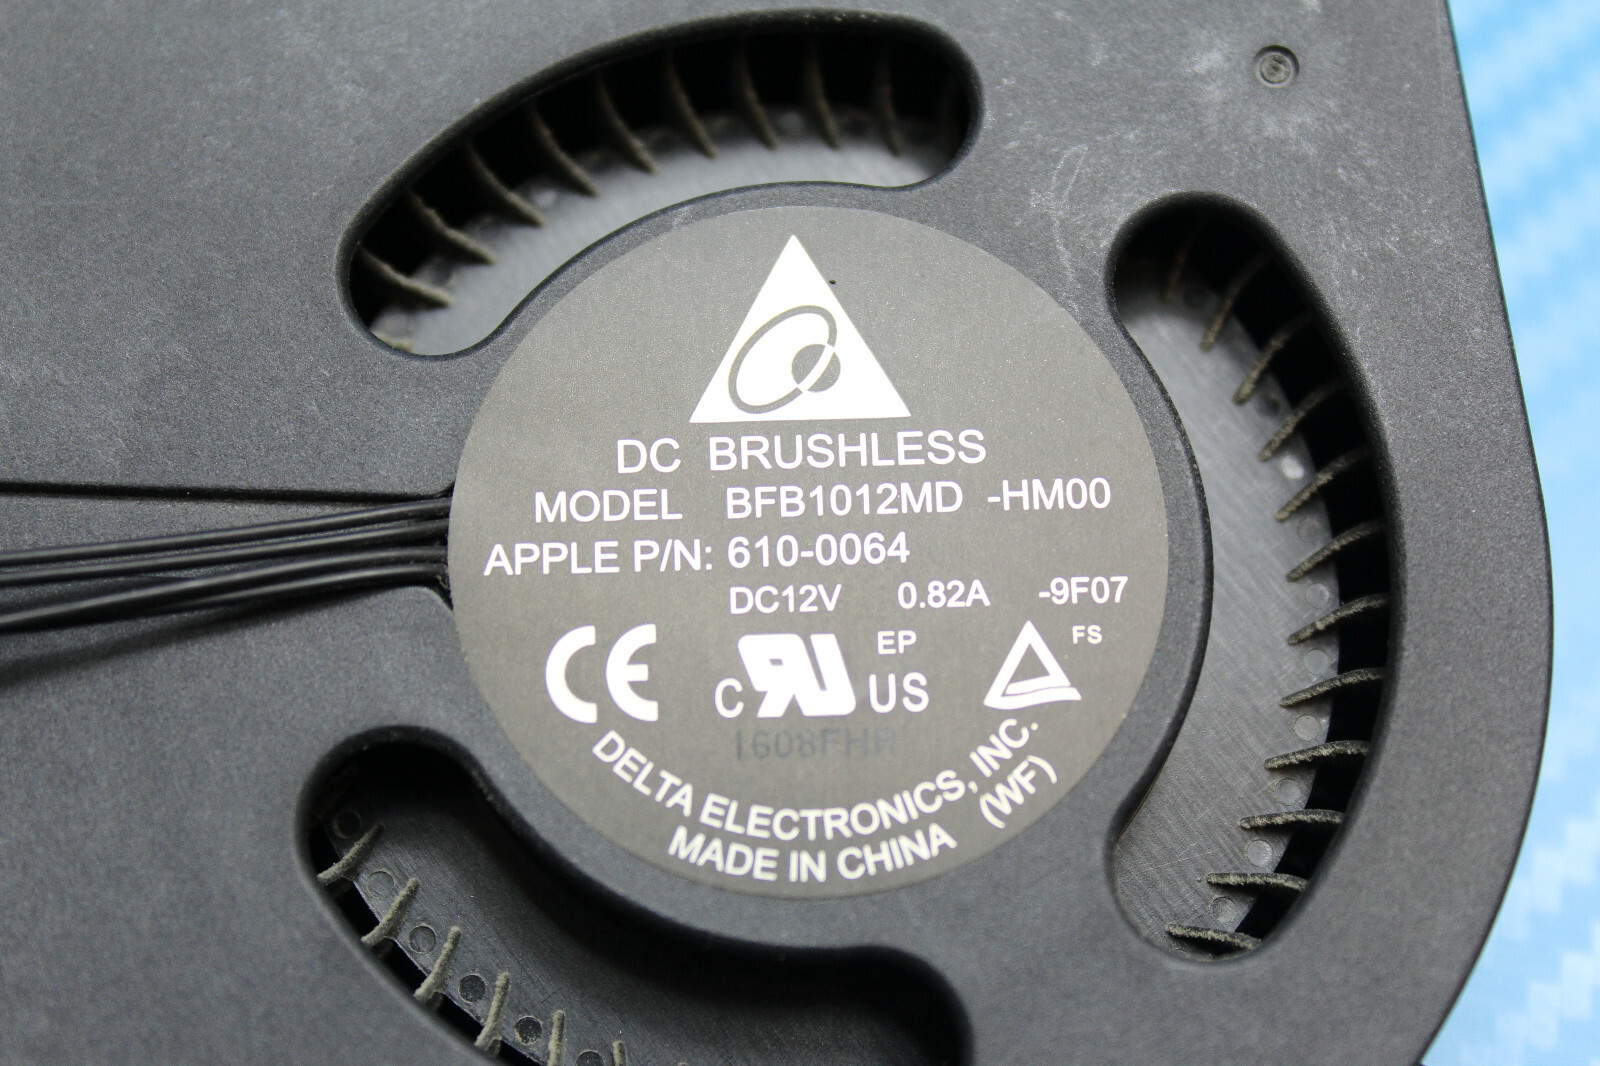 DC BRUSHLESS
MODEL BFB1012MD -HM00
APPLE P/N: 610-0064
DC12V 0.82A -9F07
CE
C RU US EP
FS
DELTA ELECTRONICS, INC.
MADE IN CHINA (WF)